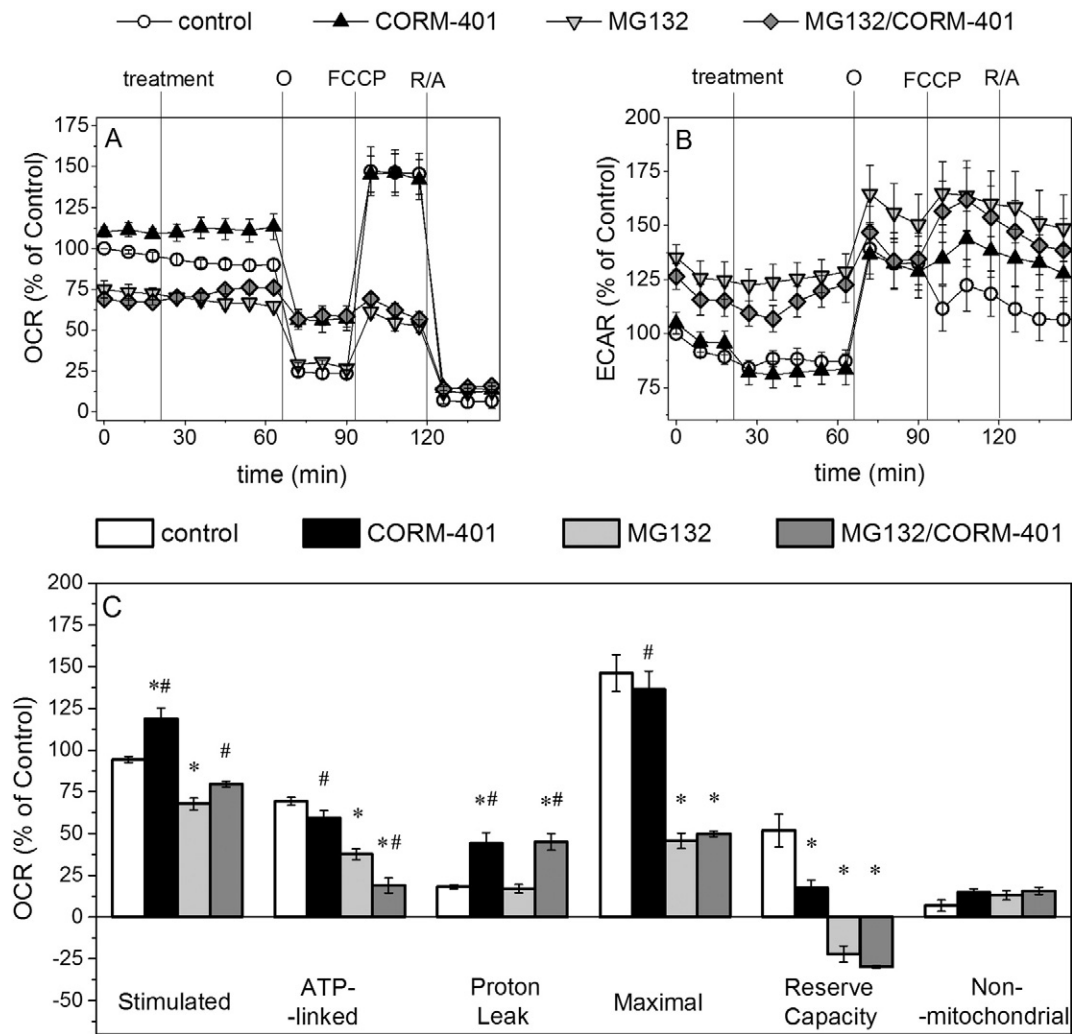 control CORM-401 MG132 MG132/CORM-401
treatment O FCCP R/A
A
175
150
125
100
75
50
25
0
OCR (% of Control)
0 30 60 90 120
time (min)
treatment O FCCP R/A
B
200
175
150
125
100
75
ECAR (% of Control)
0 30 60 90 120
time (min)
control CORM-401 MG132 MG132/CORM-401
C
200
175
150
125
100
75
50
25
0
-25
-50
OCR (% of Control)
*# * #
# * *#
*# *#
# * *
* * *
Stimulated
ATP-
-linked
Proton
Leak
Maximal
Reserve
Capacity
Non-
-mitochondrial